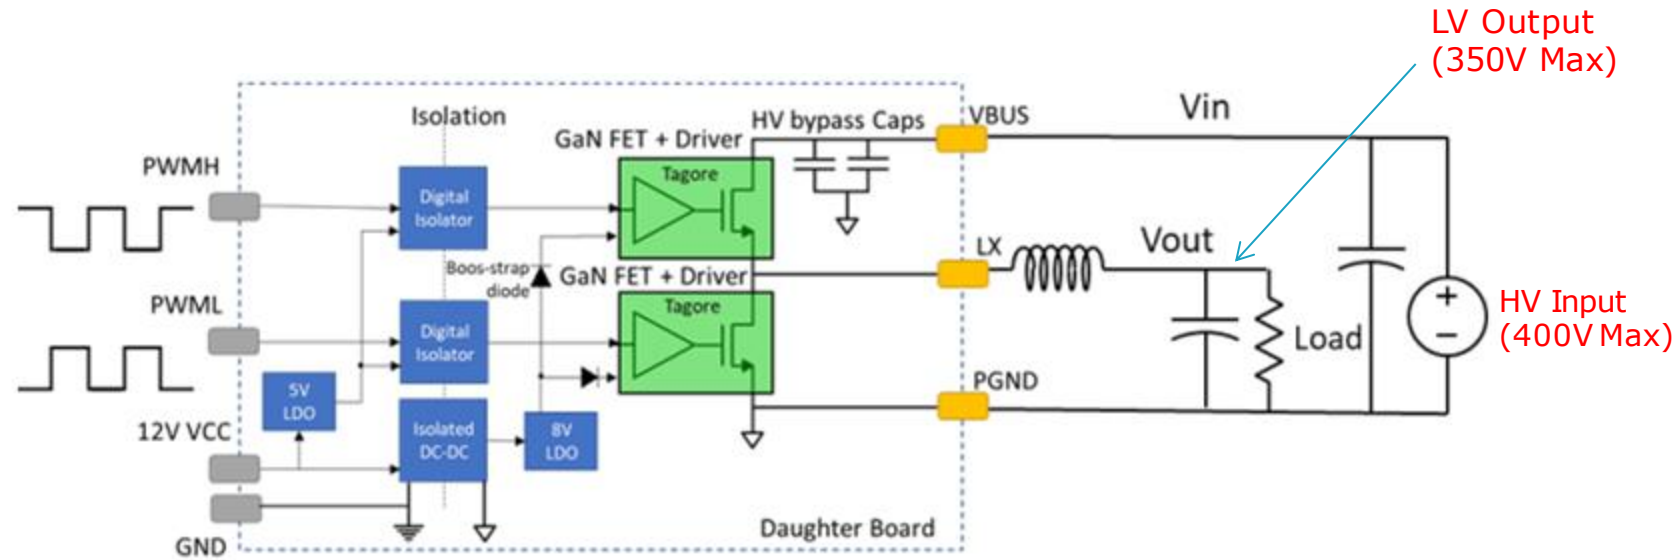 LV Output
(350V Max)
Isolation
HV bypass Caps
VBUS
Vin
GaN FET + Driver
PWMH
Tagore
Digital
Isolator
LX
Vout
Boos-strap
diode
GaN FET + Driver
PWML
Tagore
Digital
Isolator
+
−
HV Input
(400V Max)
Load
5V
LDO
PGND
12V VCC
Isolated
DC-DC
8V
LDO
GND
Daughter Board